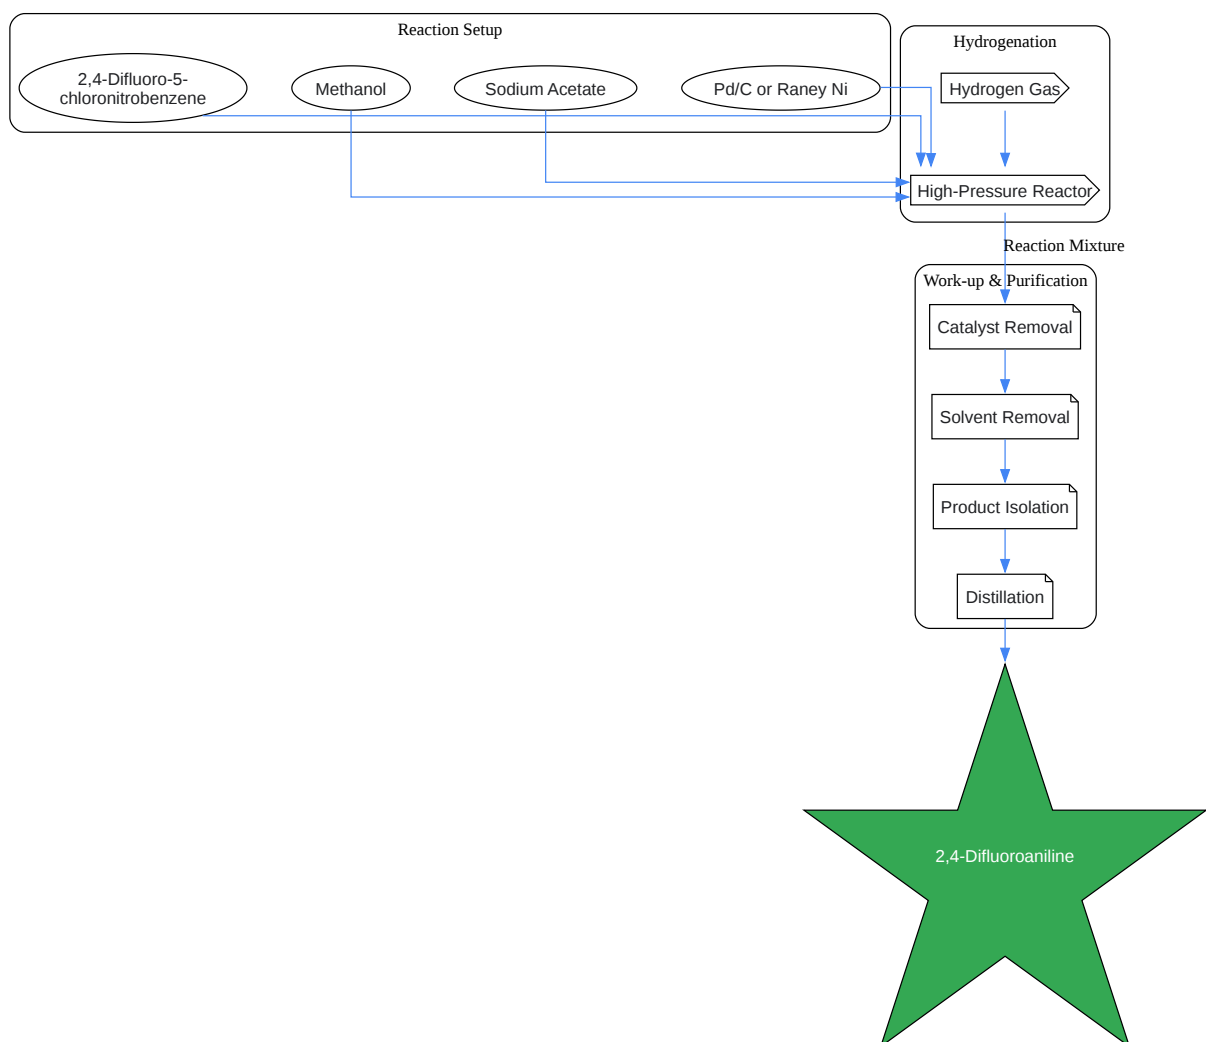 Reaction Setup
2,4-Difluoro-5-
chloronitrobenzene
Methanol
Sodium Acetate
Pd/C or Raney Ni
Hydrogenation
Hydrogen Gas
High-Pressure Reactor
Reaction Mixture
Work-up & Purification
Catalyst Removal
Solvent Removal
Product Isolation
Distillation
2,4-Difluoroaniline